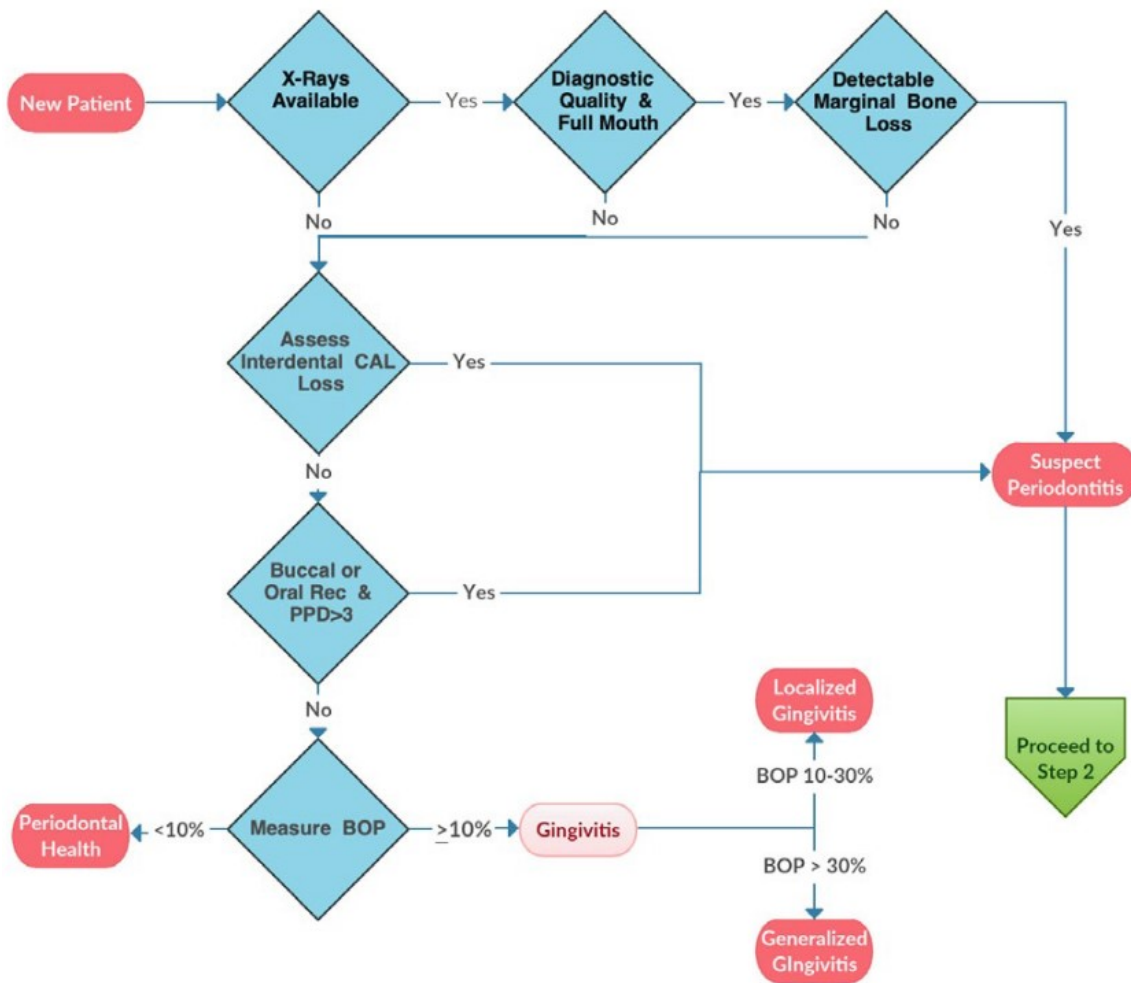 New Patient
X-Rays
Available
Yes
Diagnostic
Quality & 
Full Mouth
Yes
Detectable
Marginal Bone
Loss
No
No
No
Yes
Assess
Interdental CAL
Loss
Yes
No
Suspect
Periodontitis
Buccal or
Oral Rec &
PPD>3
Yes
No
Localized
Gingivitis
Proceed to
Step 2
BOP 10-30%
Periodontal
Health
<10%
Measure BOP
≥10%
Gingivitis
BOP > 30%
Generalized
GIngivitis